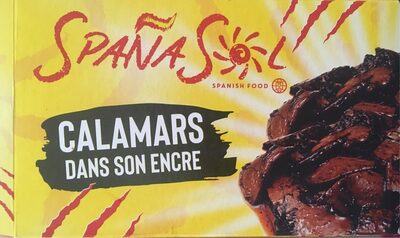 SPAÑASOL
SPANISH FOOD
CALAMARS
DANS SON ENCRE